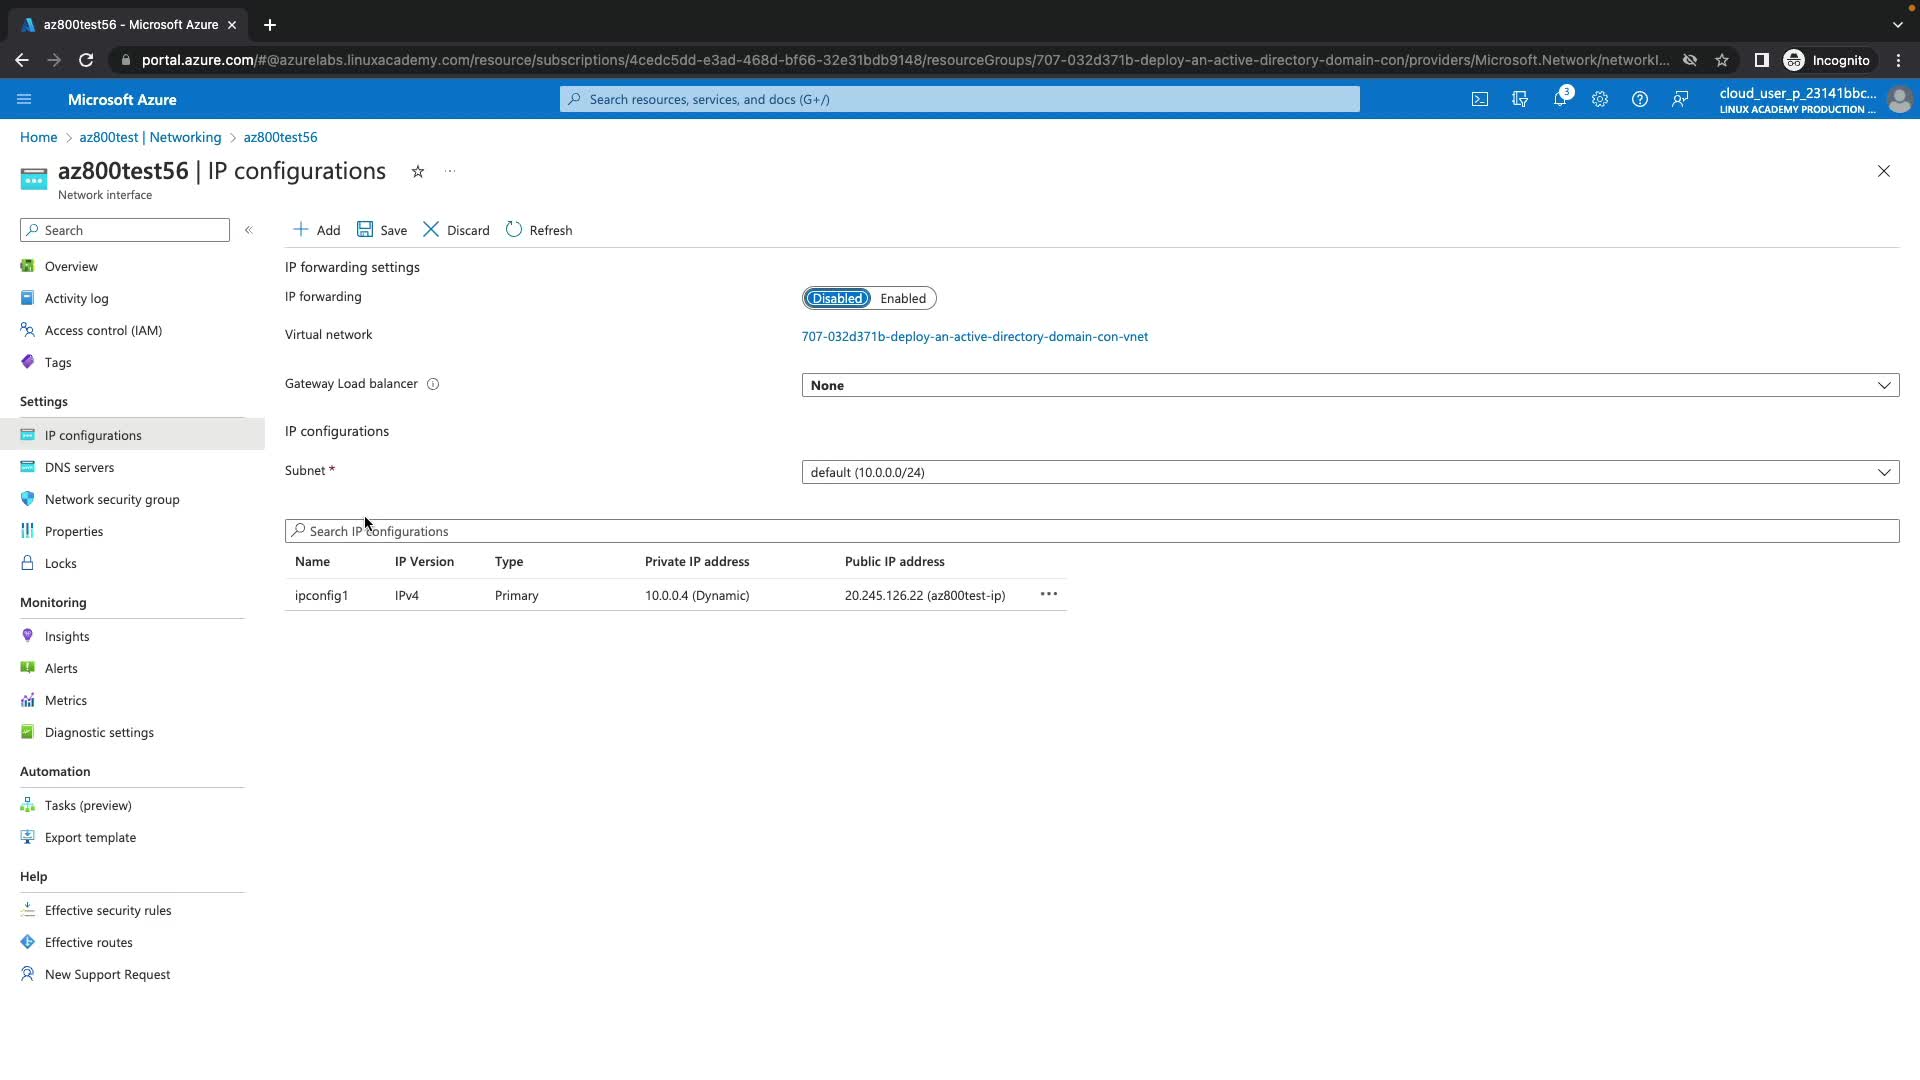 az800test56 - Microsoft Azure
portal.azure.com/#@azurelabs.linuxacademy.com/resource/subscriptions/4cedc5dd-e3ad-468d-bf66-32e31bdb9148/resourceGroups/707-032d371b-deploy-an-active-directory-domain-con/providers/Microsoft.Network/networkI...
Incognito
Microsoft Azure
Search resources, services, and docs (G+/)
3
cloud_user_p_23141bbc...
LINUX ACADEMY PRODUCTION ...
Home > az800test | Networking > az800test56
az800test56 | IP configurations
Network interface
Search
Add
Save
Discard
Refresh
Overview
Activity log
Access control (IAM)
Tags
Settings
IP configurations
DNS servers
Network security group
Properties
Locks
Monitoring
Insights
Alerts
Metrics
Diagnostic settings
Automation
Tasks (preview)
Export template
Help
Effective security rules
Effective routes
New Support Request
IP forwarding settings
IP forwarding
Disabled Enabled
Virtual network
707-032d371b-deploy-an-active-directory-domain-con-vnet
Gateway Load balancer
None
IP configurations
Subnet *
default (10.0.0.0/24)
Search IP configurations
Name IP Version Type Private IP address Public IP address
ipconfig1 IPv4 Primary 10.0.0.4 (Dynamic) 20.245.126.22 (az800test-ip)